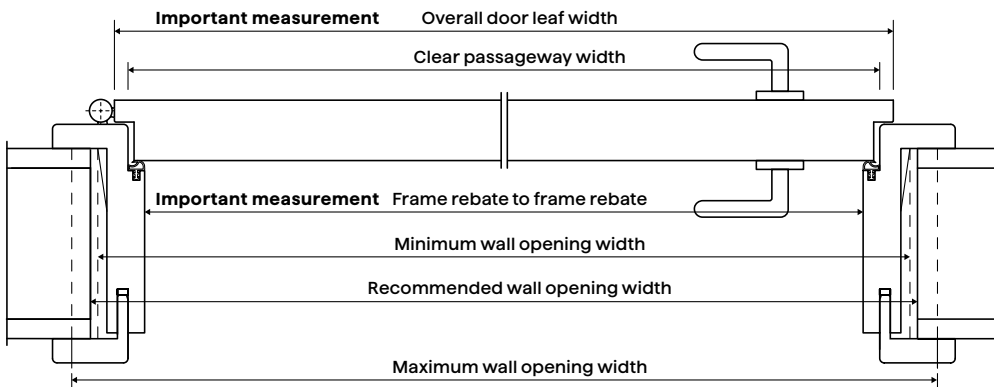 Important measurement Overall door leaf width
Clear passageway width
Important measurement Frame rebate to frame rebate
Minimum wall opening width
Recommended wall opening width
Maximum wall opening width